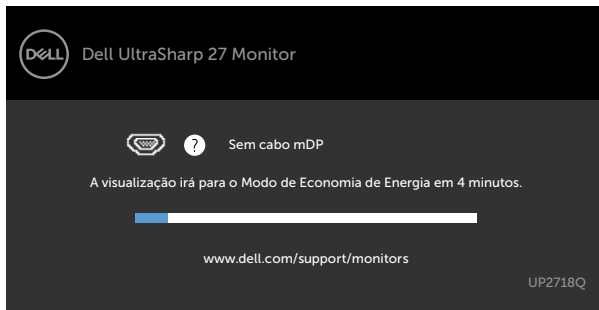 DELL
Dell UltraSharp 27 Monitor
? Sem cabo mDP
A visualização irá para o Modo de Economia de Energia em 4 minutos.
www.dell.com/support/monitors
UP2718Q